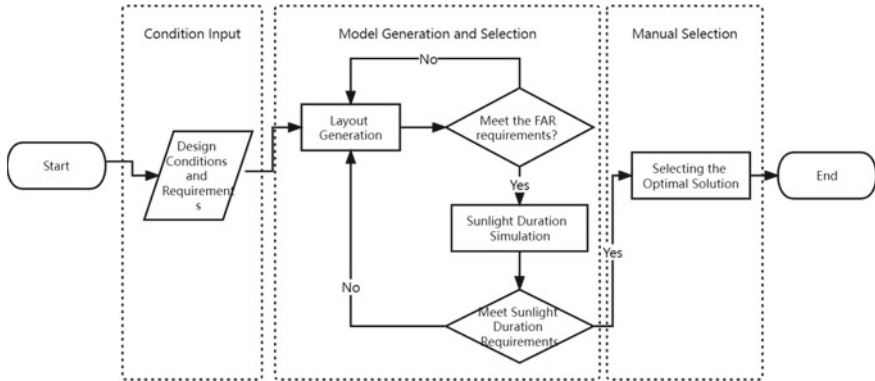 Condition Input
Model Generation and Selection
Manual Selection
Start
Design
Conditions
and
Requirement
s
Layout
Generation
No
Meet the FAR
requirements?
Yes
Sunlight Duration
Simulation
Meet Sunlight
Duration
Requirements
No
Yes
Selecting the
Optimal Solution
End